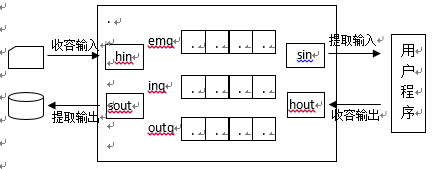 收容输入
hin
emq
sin
提取输入
用户程序
inq
sout
提取输出
hout
收容输出
outq